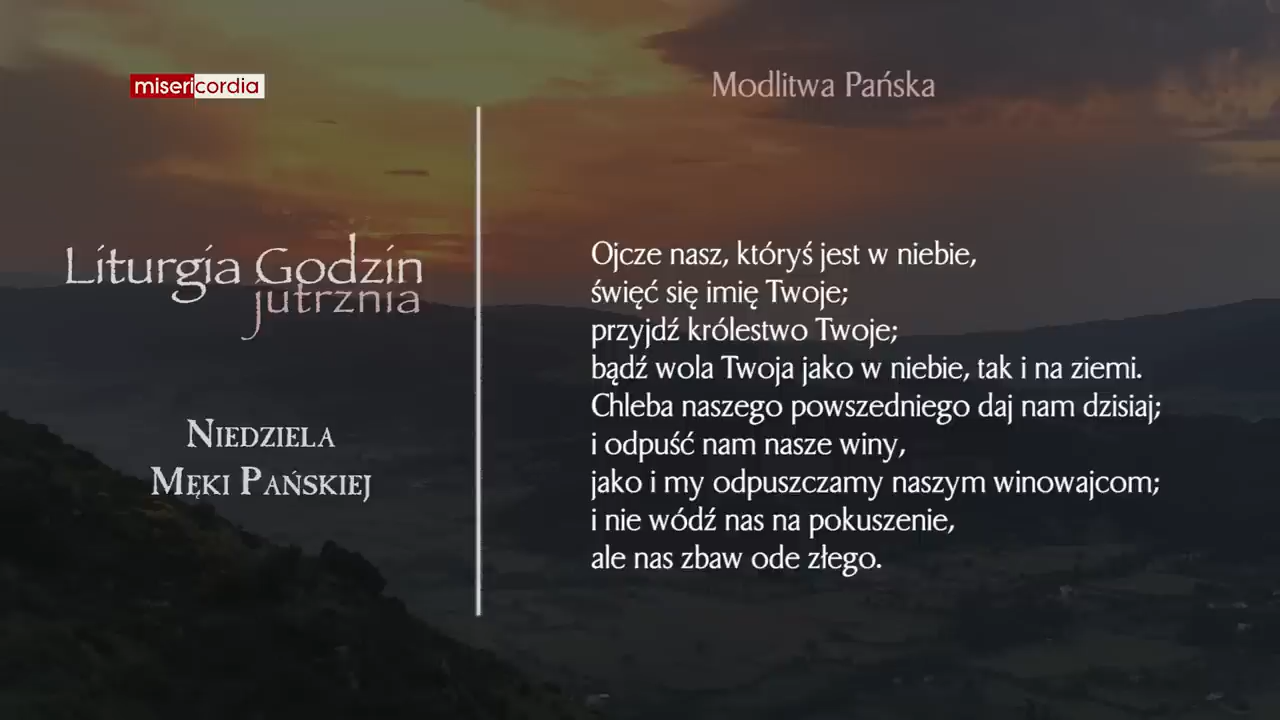 misericordia
Liturgia Godzin
jutrznia
Niedziela
Męki Pańskiej
Modlitwa Pańska
Ojcze nasz, któryś jest w niebie,
święć się imię Twoje;
przyjdź królestwo Twoje;
bądź wola Twoja jako w niebie, tak i na ziemi.
Chleba naszego powszedniego daj nam dzisiaj;
i odpuść nam nasze winy,
jako i my odpuszczamy naszym winowajcom;
i nie wódź nas na pokuszenie,
ale nas zbaw ode złego.